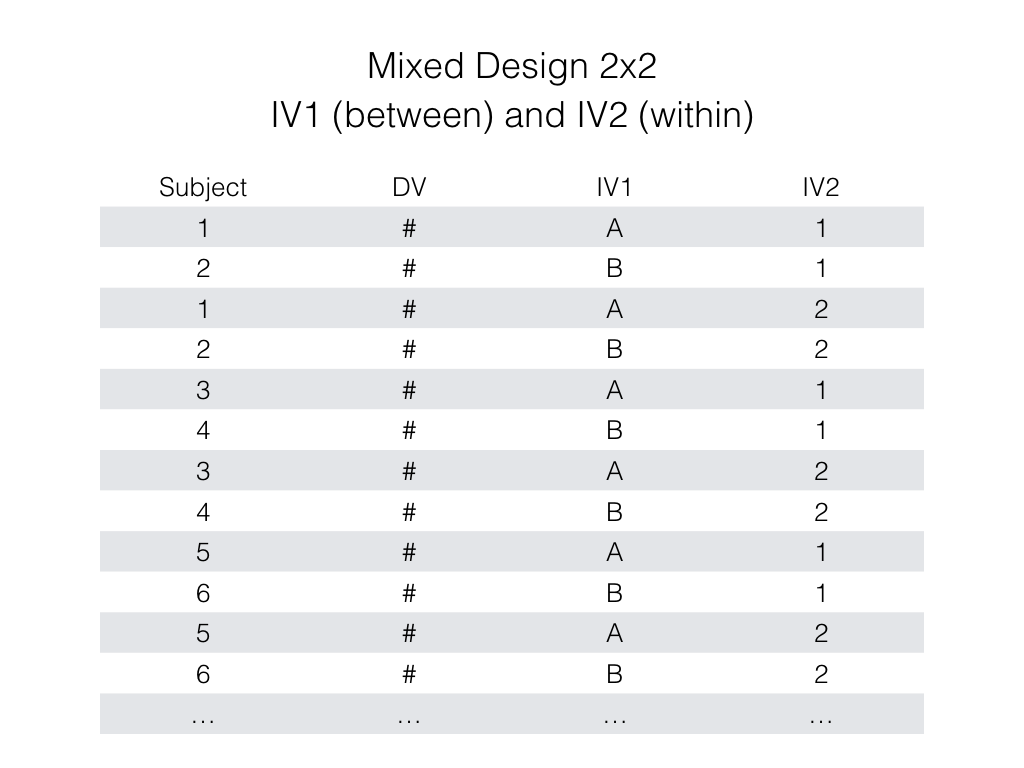 Mixed Design 2x2
IV1 (between) and IV2 (within)
Subject DV IV1 IV2
1 # A 1
2 # B 1
1 # A 2
2 # B 2
3 # A 1
4 # B 1
3 # A 2
4 # B 2
5 # A 1
6 # B 1
5 # A 2
6 # B 2
… … … …